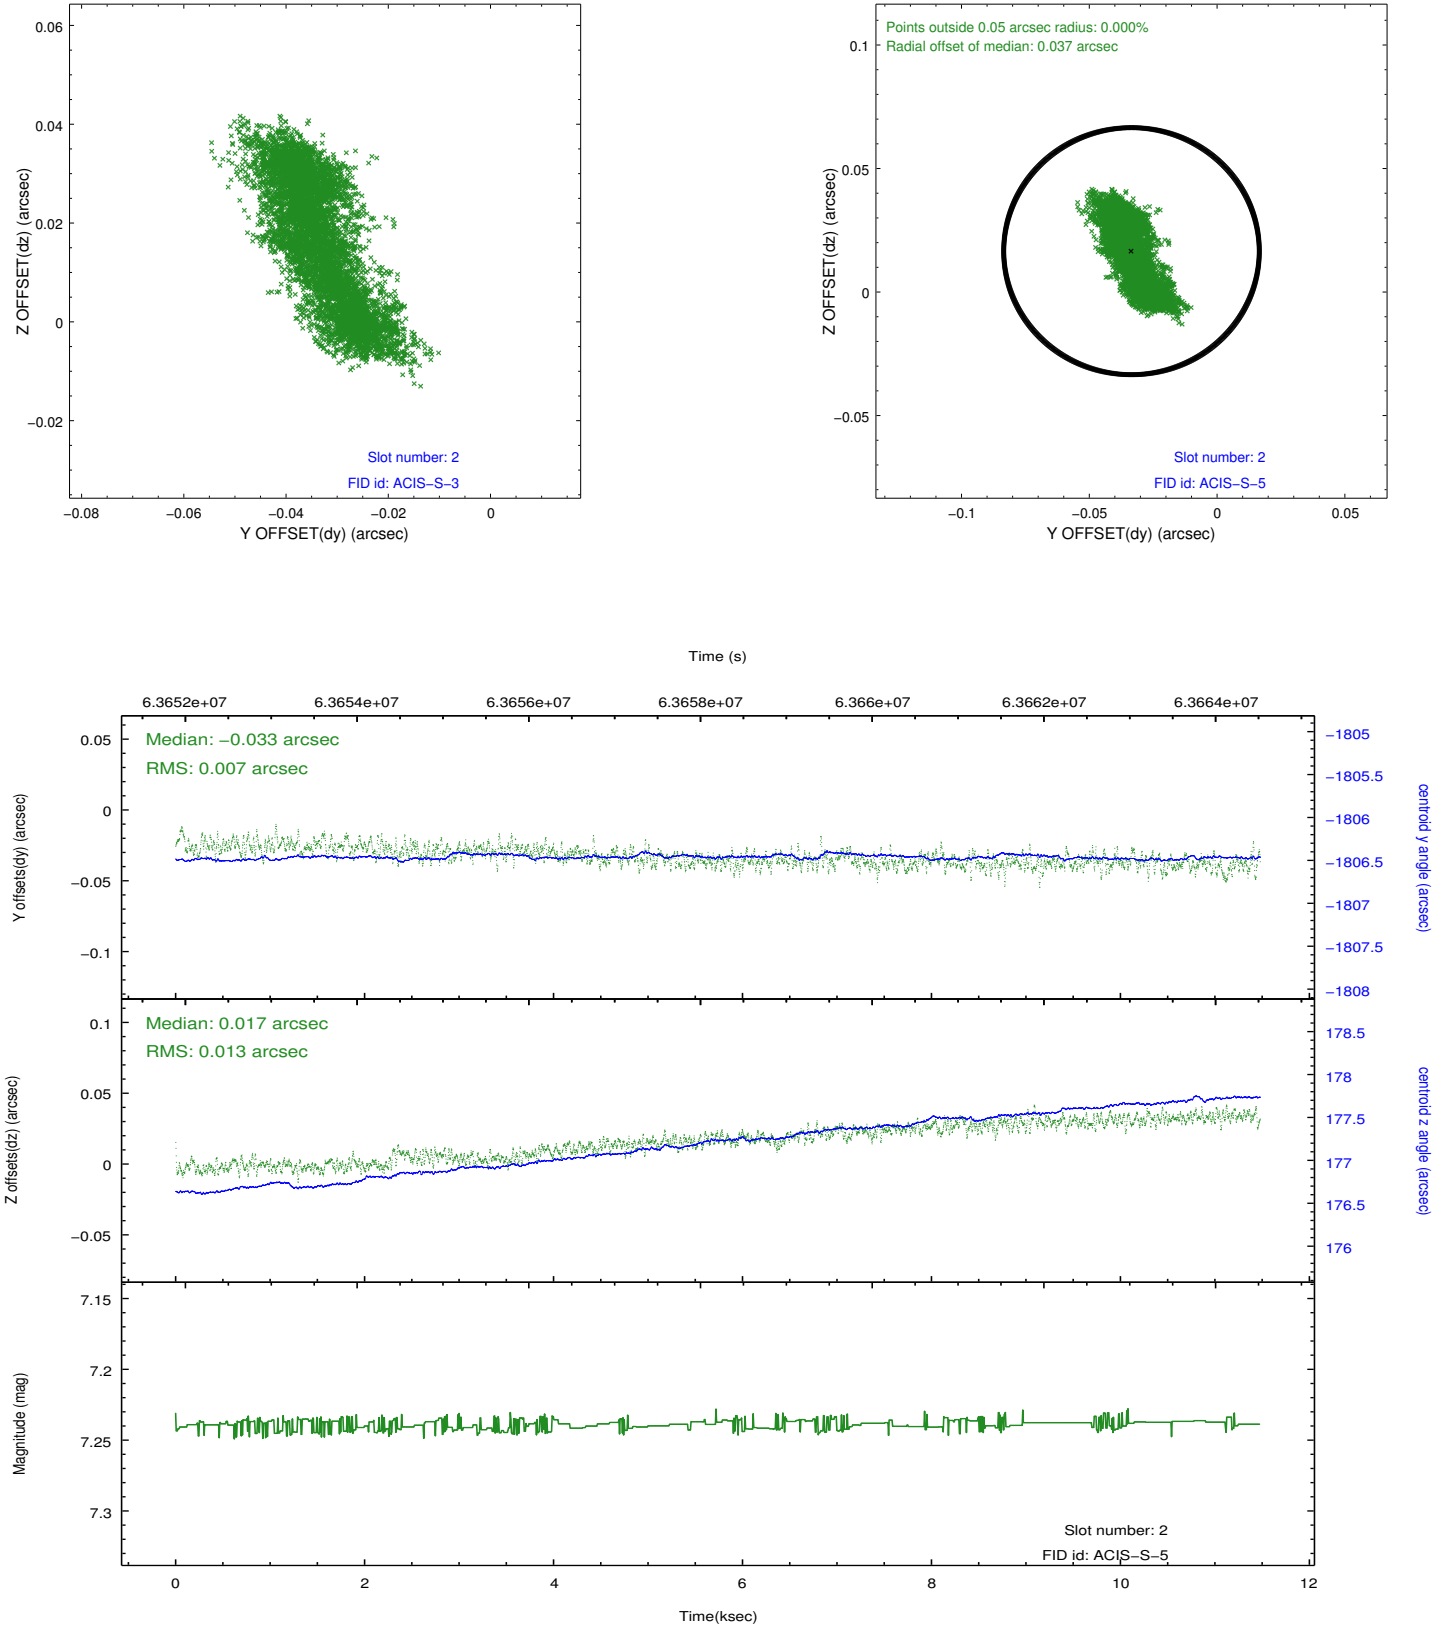 0.06
0.04
0.02
0
−0.02
Z OFFSET(dz) (arcsec)
Slot number: 2
FID id: ACIS−S−3
−0.08 −0.06 −0.04 −0.02 0
Y OFFSET(dy) (arcsec)
Points outside 0.05 arcsec radius: 0.000%
Radial offset of median: 0.037 arcsec
0.1
0.05
0
−0.05
Z OFFSET(dz) (arcsec)
Slot number: 2
FID id: ACIS−S−5
−0.1 −0.05 0 0.05
Y OFFSET(dy) (arcsec)
Time (s)
6.3652e+07 6.3654e+07 6.3656e+07 6.3658e+07 6.366e+07 6.3662e+07 6.3664e+07
Median: −0.033 arcsec
RMS: 0.007 arcsec
0.05
0
−0.05
−0.1
Y offsets(dy) (arcsec)
−1805
−1805.5
−1806
−1806.5
−1807
−1807.5
−1808
centroid y angle (arcsec)
Median: 0.017 arcsec
RMS: 0.013 arcsec
0.1
0.05
0
−0.05
Z offsets(dz) (arcsec)
178.5
178
177.5
177
176.5
176
centroid z angle (arcsec)
7.15
7.2
7.25
7.3
Magnitude (mag)
Slot number: 2
FID id: ACIS−S−5
0 2 4 6 8 10 12
Time(ksec)